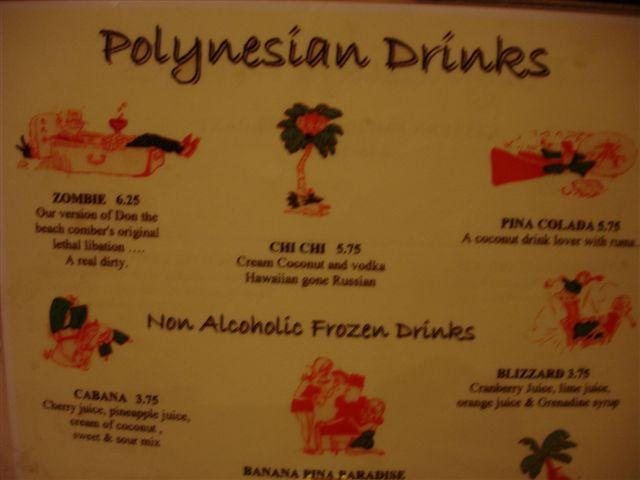 Polynesian Drinks
ZOMBIE 6.25
Our version of Don the
beach comber's original
lethal libation ....
A real dirty.
CHI CHI 5.75
Cream Coconut and vodka
Hawaiian gone Russian
PINA COLADA 5.75
A coconut drink lover with rums.
Non Alcoholic Frozen Drinks
CABANA 3.75
Cherry juice, pineapple juice,
cream of coconut ,
sweet & sour mix
BLIZZARD 3.75
Cranberry Juice, lime juice,
orange juice & Grenadine syrup
BANANA PINA PARADISE